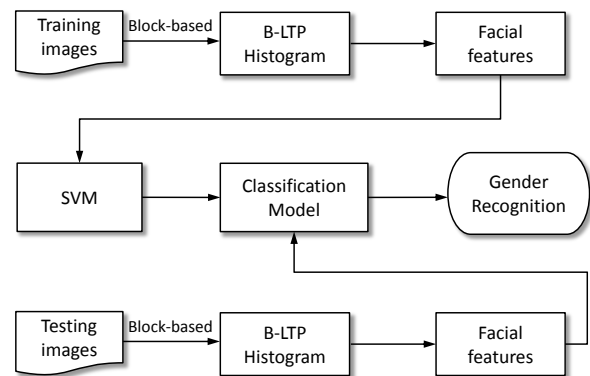 Training
images
Block-based
B-LTP
Histogram
Facial
features
SVM
Classification
Model
Gender
Recognition
Testing
images
Block-based
B-LTP
Histogram
Facial
features